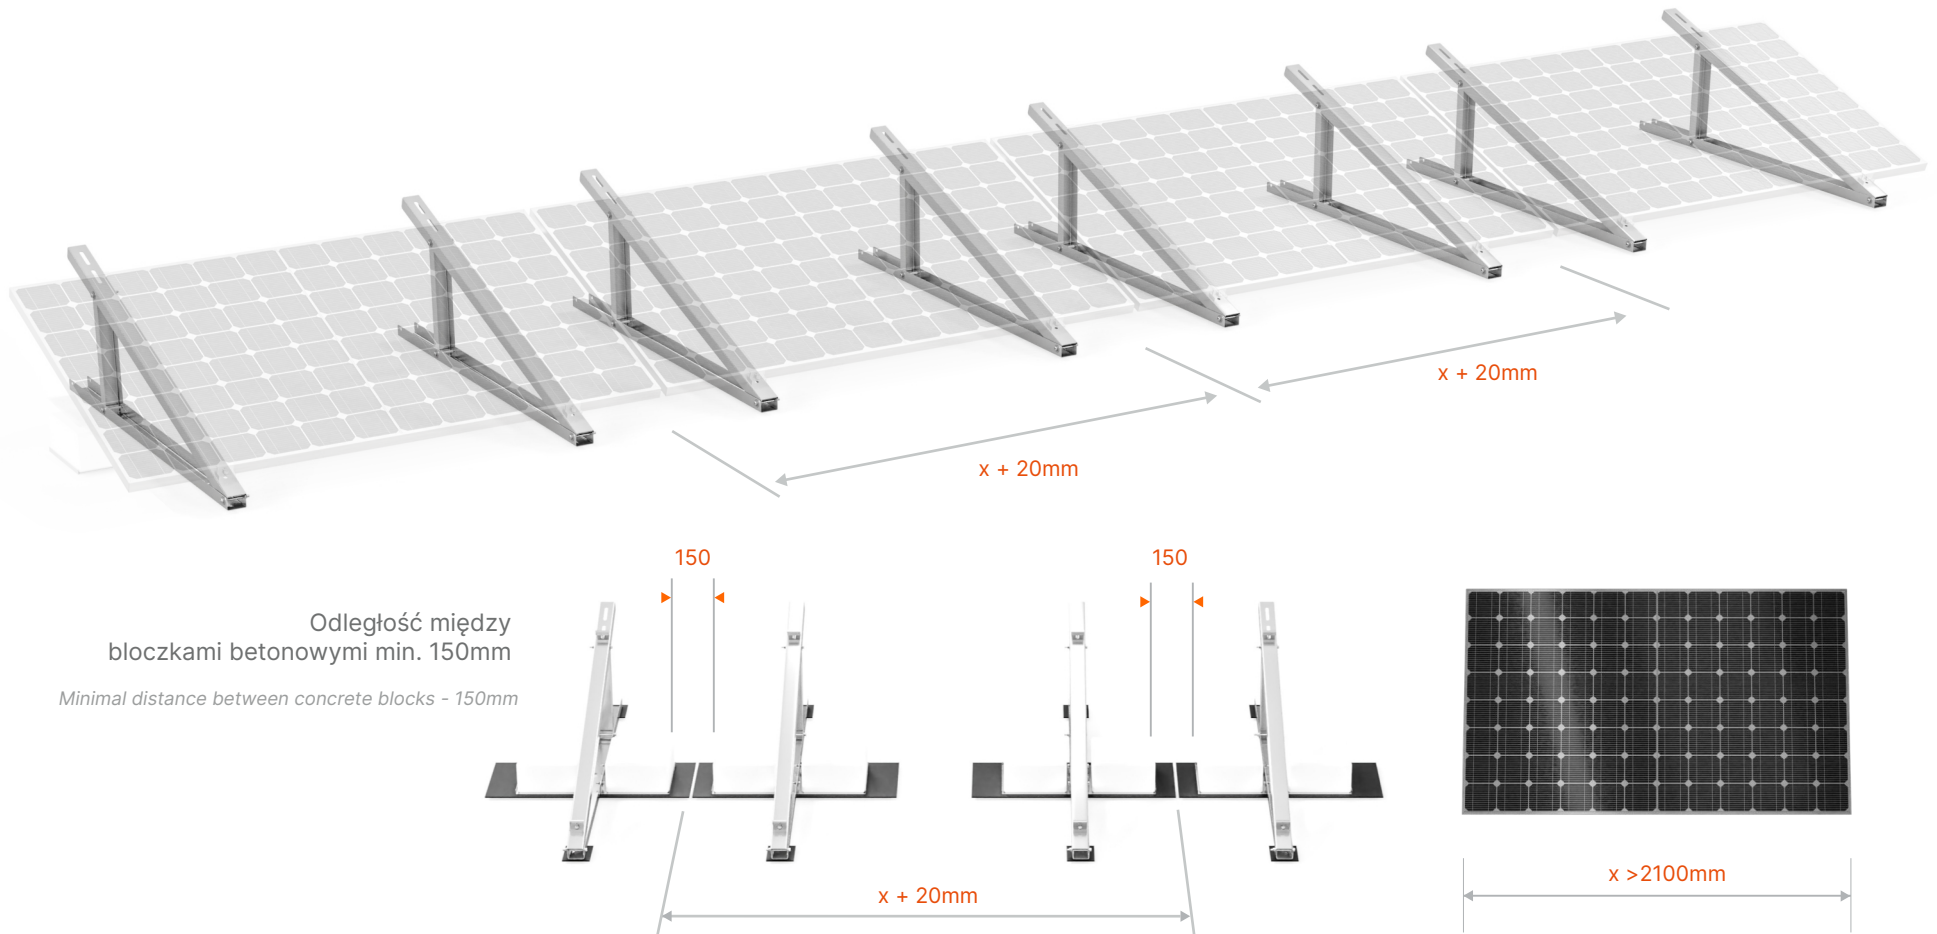 x + 20mm
x + 20mm
150
150
Odległość między
bloczkami betonowymi min. 150mm
Minimal distance between concrete blocks - 150mm
x + 20mm
x >2100mm